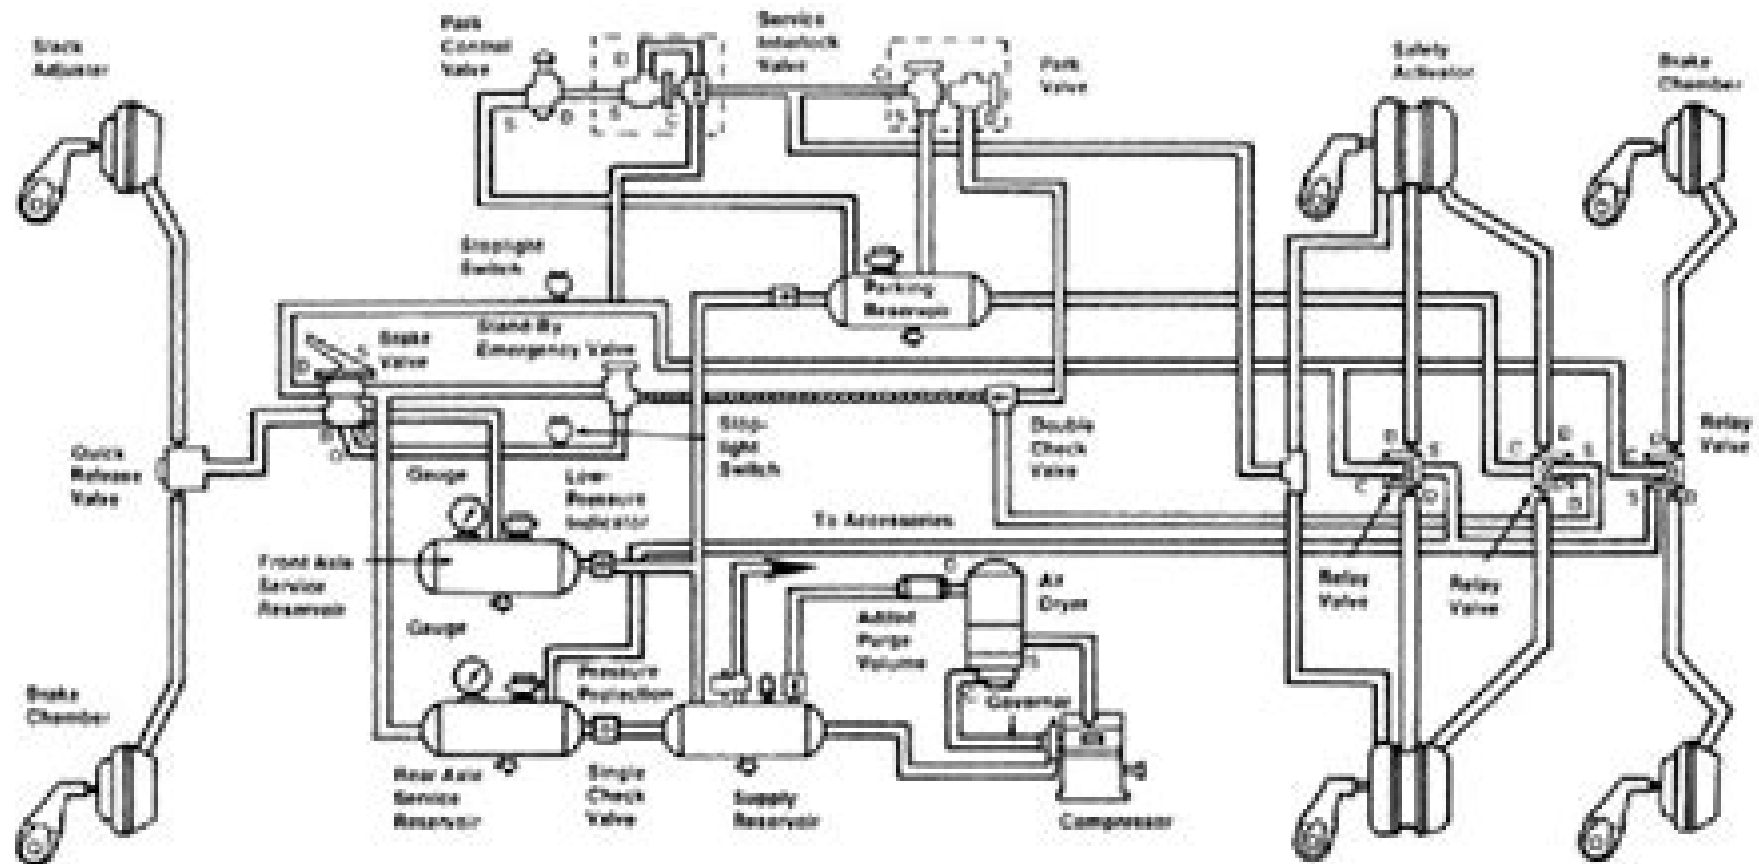 Slack
Adjuster
Park
Control
Valve
Service
Interlock
Valve
Park
Valve
Safety
Activator
Brake
Chamber
D
S
C
S
D
C
S
D
Stoplight
Switch
Parking
Reservoir
Brake
Valve
Stand By
Emergency Valve
D
S
Stop-
light
Switch
Double
Check
Valve
Relay
Valve
Quick
Release
Valve
Gauge
Low-
Pressure
Indicator
To Accessories
Front Axle
Service
Reservoir
Gauge
Air
Dryer
Added
Purge
Volume
Relay
Valve
Relay
Valve
Pressure
Protection
Governor
Brake
Chamber
Rear Axle
Service
Reservoir
Single
Check
Valve
Supply
Reservoir
Compressor